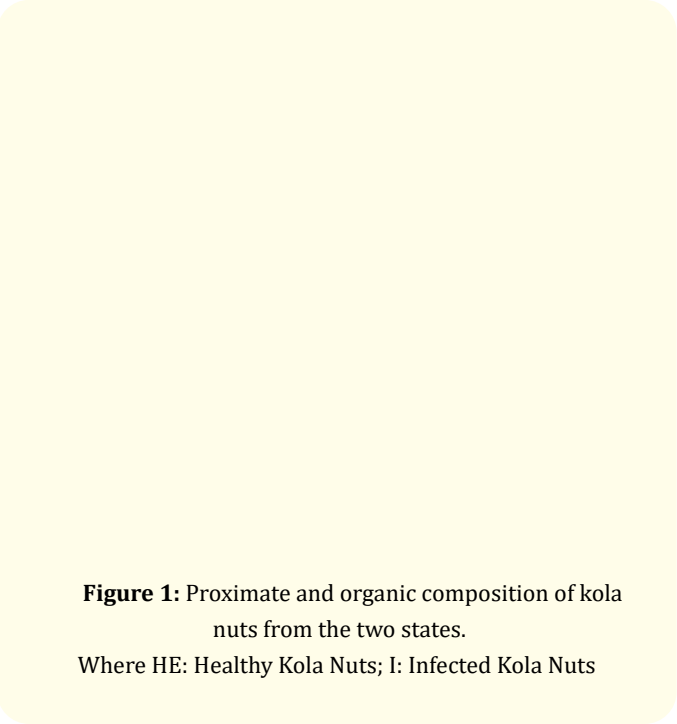 Figure 1: Proximate and organic composition of kola
nuts from the two states.
Where HE: Healthy Kola Nuts; I: Infected Kola Nuts